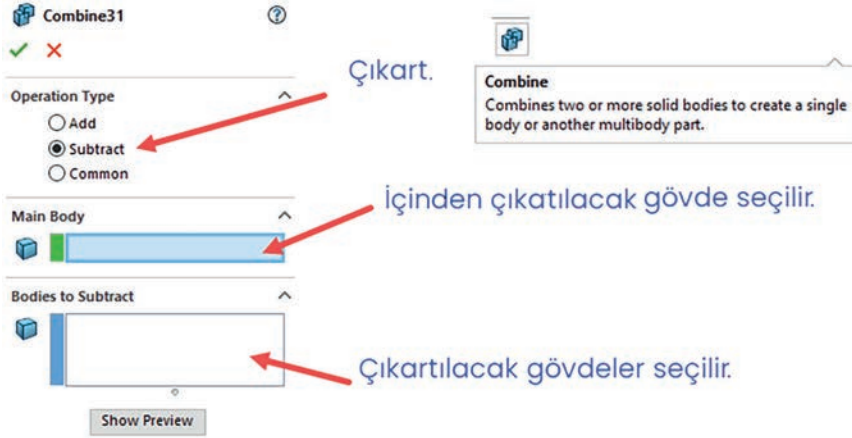 Combine31
Çıkart.
Combine
Combines two or more solid bodies to create a single
body or another multibody part.
Operation Type
Add
Subtract
Common
İçinden çıkatılacak gövde seçilir.
Main Body
Bodies to Subtract
Çıkartılacak gövdeler seçilir.
Show Preview